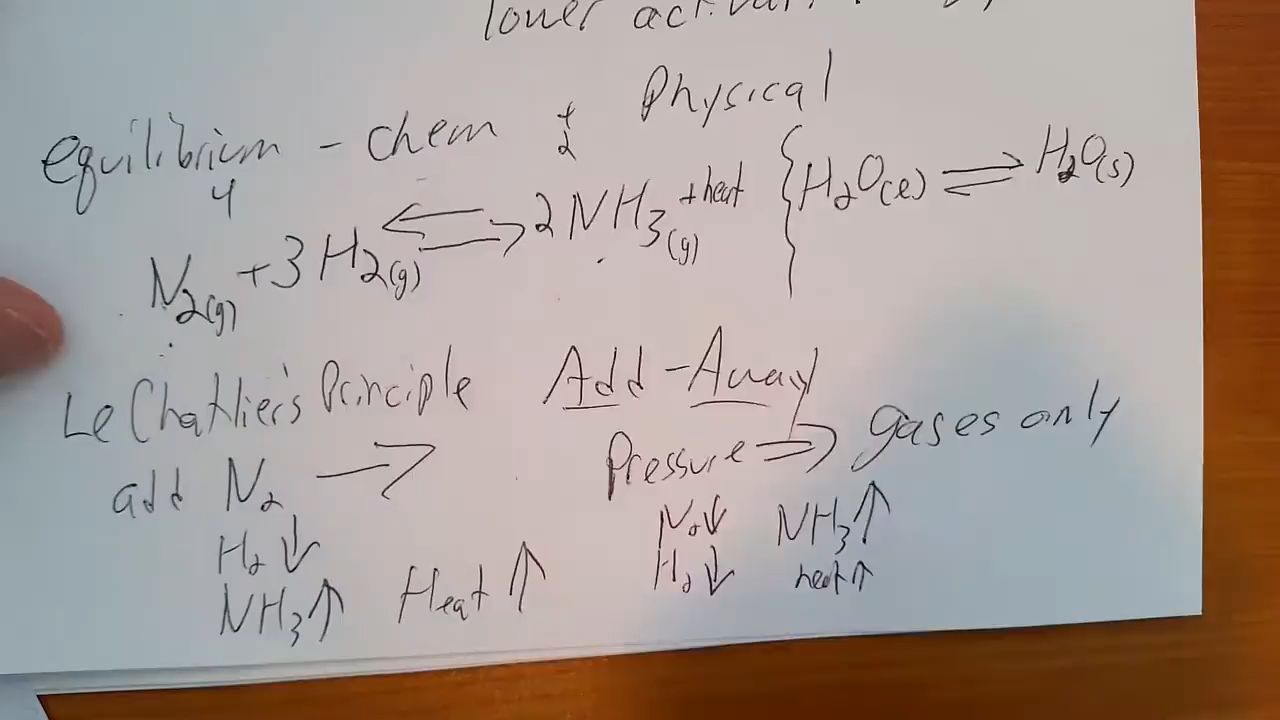 lower
equilibrium - chem + Physical
4 2
N2(g) + 3H2(g) ⇌ 2NH3(g) + heat { H2O(l) ⇌ H2O(s)
Le Chatlier's Principle Add - Away
add N2 → Pressure ⇒ gases only
H2↓ N2↓ NH3↑
NH3↑ Heat↑ H2↓ heat↑